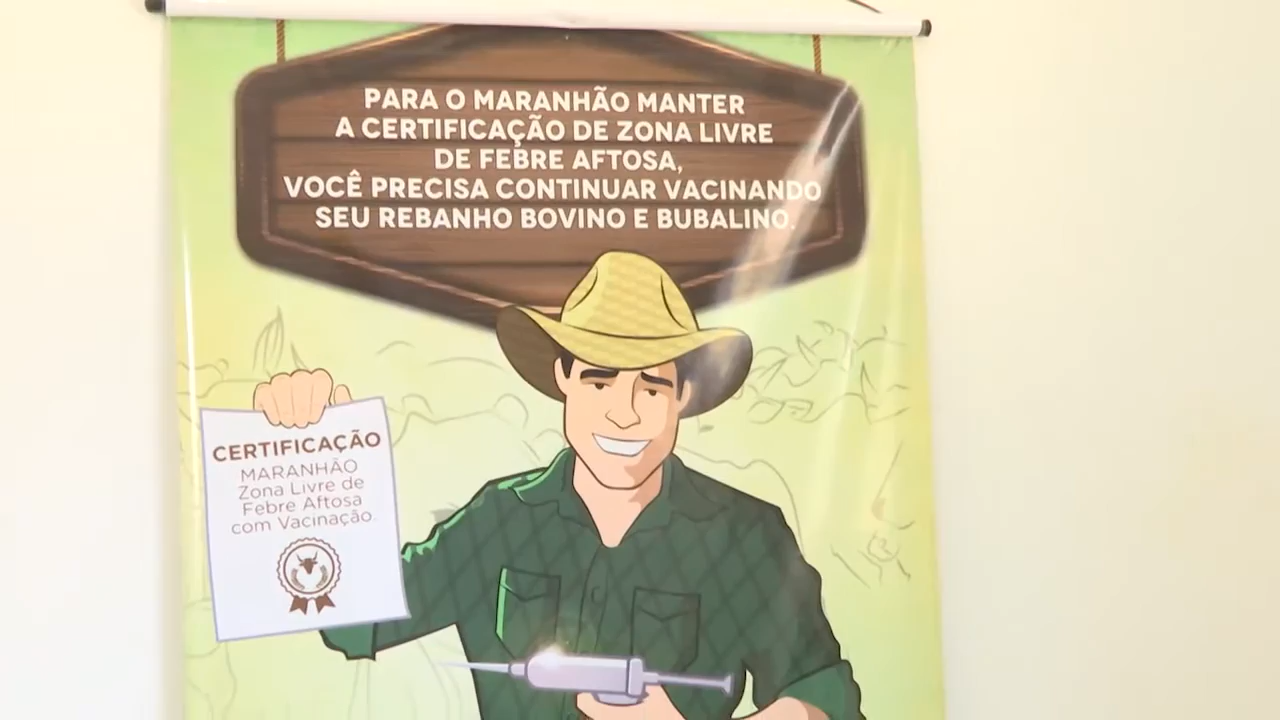 PARA O MARANHÃO MANTER
A CERTIFICAÇÃO DE ZONA LIVRE
DE FEBRE AFTOSA,
VOCÊ PRECISA CONTINUAR VACINANDO
SEU REBANHO BOVINO E BUBALINO.
CERTIFICAÇÃO
MARANHÃO
Zona Livre de
Febre Aftosa
com Vacinação.